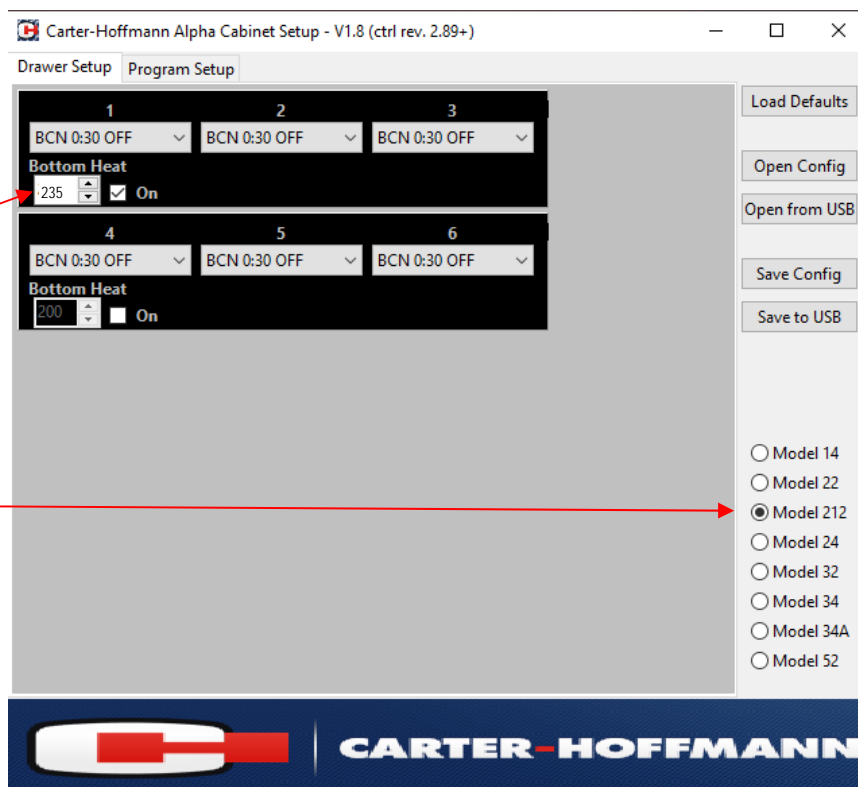 Carter-Hoffmann Alpha Cabinet Setup - V1.8 (ctrl rev. 2.89+)
Drawer Setup Program Setup
1 2 3
BCN 0:30 OFF BCN 0:30 OFF BCN 0:30 OFF
Bottom Heat
235 On
4 5 6
BCN 0:30 OFF BCN 0:30 OFF BCN 0:30 OFF
Bottom Heat
200 On
Load Defaults
Open Config
Open from USB
Save Config
Save to USB
Model 14
Model 22
Model 212
Model 24
Model 32
Model 34
Model 34A
Model 52
CARTER-HOFFMANN